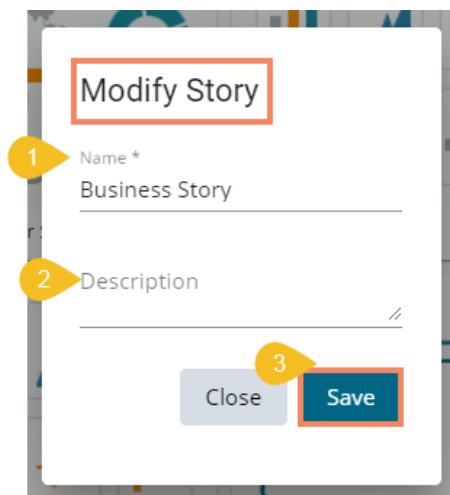 Modify Story
1
Name *
Business Story
2
Description
3
Close
Save